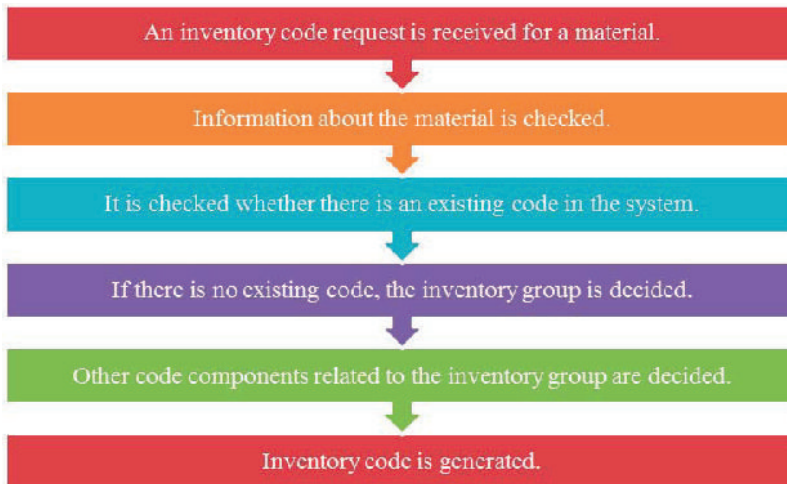 An inventory code request is received for a material.
Information about the material is checked.
It is checked whether there is an existing code in the system.
If there is no existing code, the inventory group is decided.
Other code components related to the inventory group are decided.
Inventory code is generated.